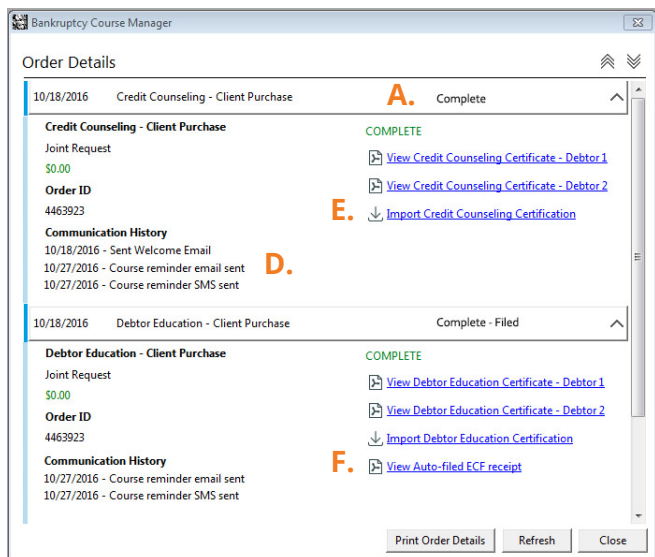 Bankruptcy Course Manager
Order Details
10/18/2016 Credit Counseling - Client Purchase A. Complete
Credit Counseling - Client Purchase
COMPLETE
Joint Request
View Credit Counseling Certificate - Debtor 1
$0.00
Order ID
View Credit Counseling Certificate - Debtor 2
4463923
E. Import Credit Counseling Certification
Communication History
10/18/2016 - Sent Welcome Email
D.
10/27/2016 - Course reminder email sent
10/27/2016 - Course reminder SMS sent
10/18/2016 Debtor Education - Client Purchase Complete - Filed
Debtor Education - Client Purchase
COMPLETE
Joint Request
View Debtor Education Certificate - Debtor 1
$0.00
Order ID
View Debtor Education Certificate - Debtor 2
4463923
Import Debtor Education Certification
Communication History
F. View Auto-filed ECF receipt
10/27/2016 - Course reminder email sent
10/27/2016 - Course reminder SMS sent
Print Order Details Refresh Close